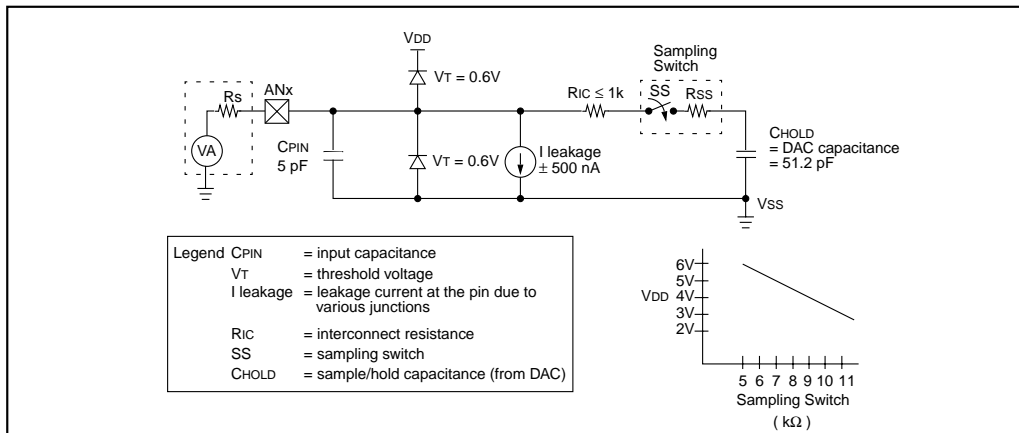 VDD
Sampling
Switch
VT = 0.6V
ANx
Rs
RIC ≤ 1k
SS
RSS
VA
CPIN
5 pF
VT = 0.6V
I leakage
± 500 nA
CHOLD
= DAC capacitance
= 51.2 pF
VSS
Legend CPIN = input capacitance
VT = threshold voltage
I leakage = leakage current at the pin due to
various junctions
RIC = interconnect resistance
SS = sampling switch
CHOLD = sample/hold capacitance (from DAC)
6V
5V
VDD 4V
3V
2V
5 6 7 8 9 10 11
Sampling Switch
( kΩ )